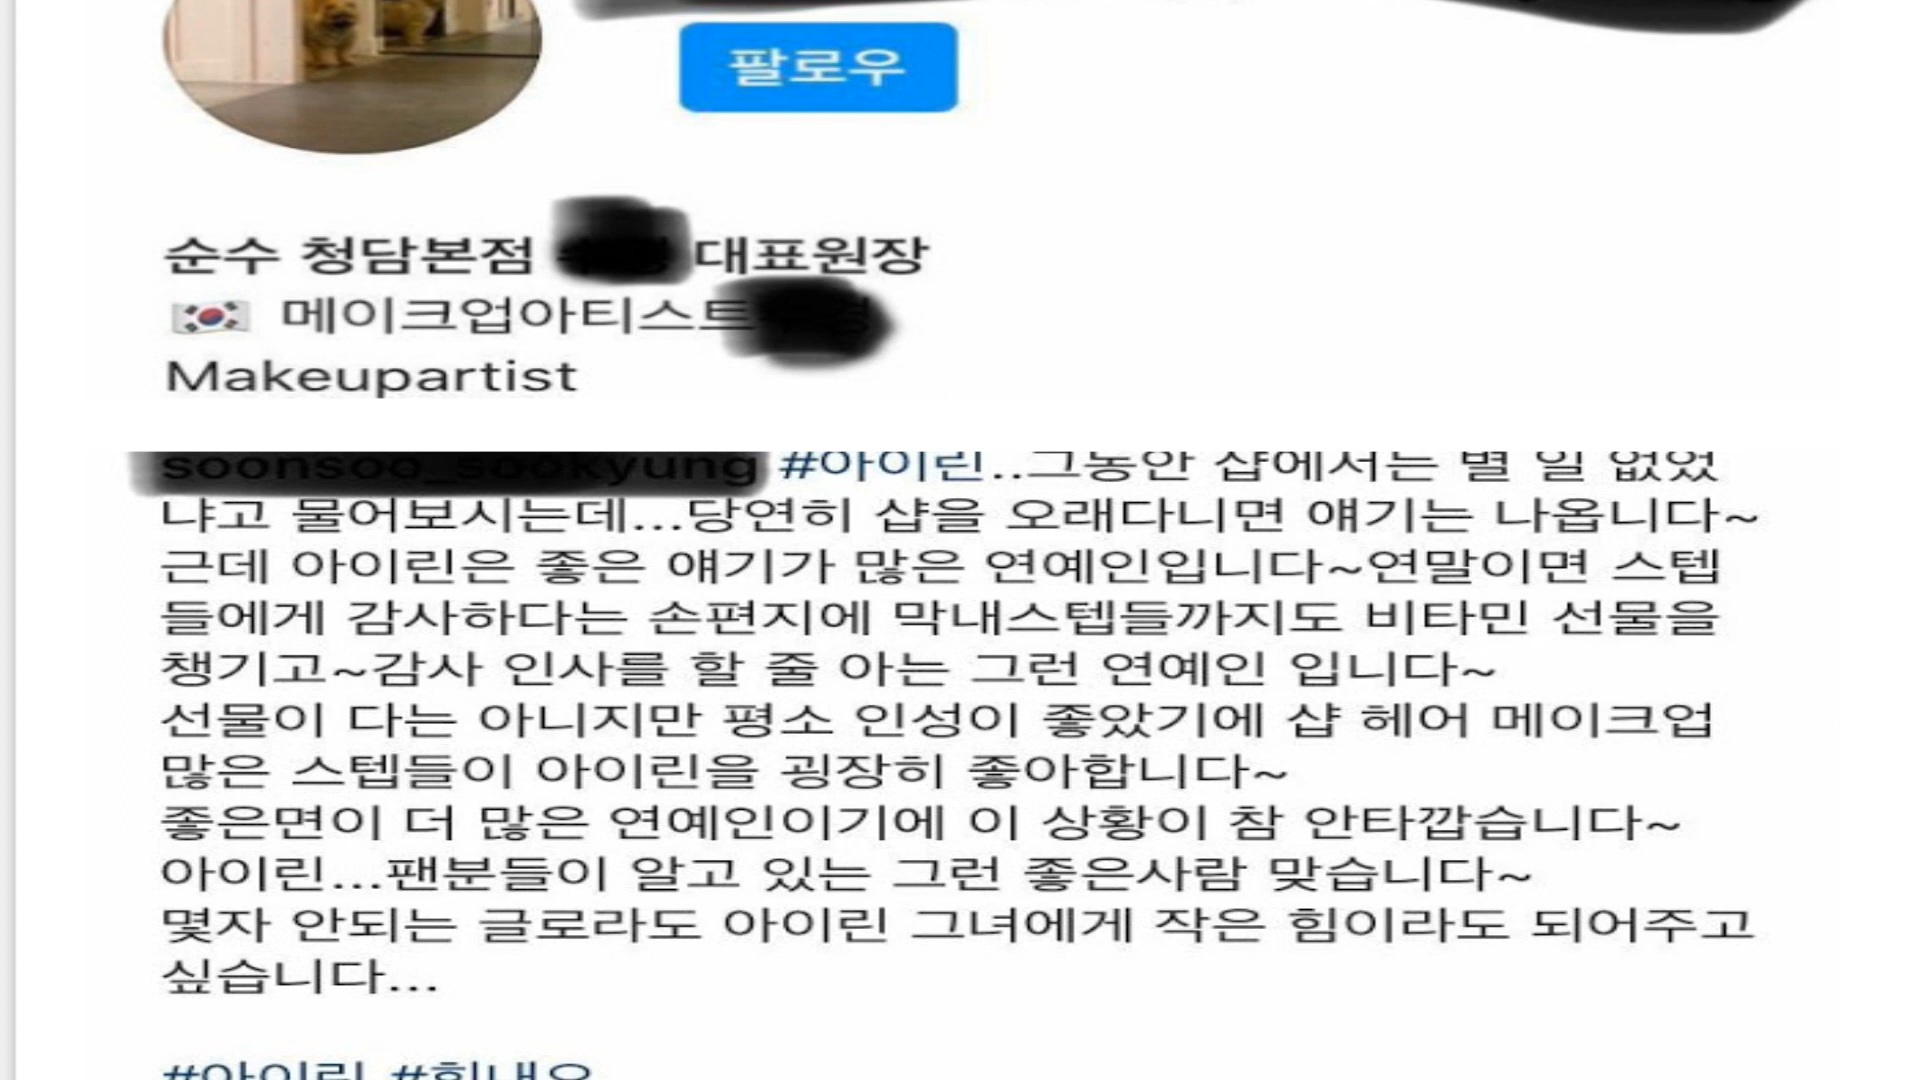 팔로우
순수 청담본점 대표원장
메이크업아티스트
Makeupartist
#아이린..그동안 샵에서는 별 일 없었
냐고 물어보시는데...당연히 샵을 오래다니면 얘기는 나옵니다~
근데 아이린은 좋은 얘기가 많은 연예인입니다~연말이면 스텝
들에게 감사하다는 손편지에 막내스텝들까지도 비타민 선물을
챙기고~감사 인사를 할 줄 아는 그런 연예인 입니다~
선물이 다는 아니지만 평소 인성이 좋았기에 샵 헤어 메이크업
많은 스텝들이 아이린을 굉장히 좋아합니다~
좋은면이 더 많은 연예인이기에 이 상황이 참 안타깝습니다~
아이린...팬분들이 알고 있는 그런 좋은사람 맞습니다~
몇자 안되는 글로라도 아이린 그녀에게 작은 힘이라도 되어주고
싶습니다...
#아이린 #힘내요